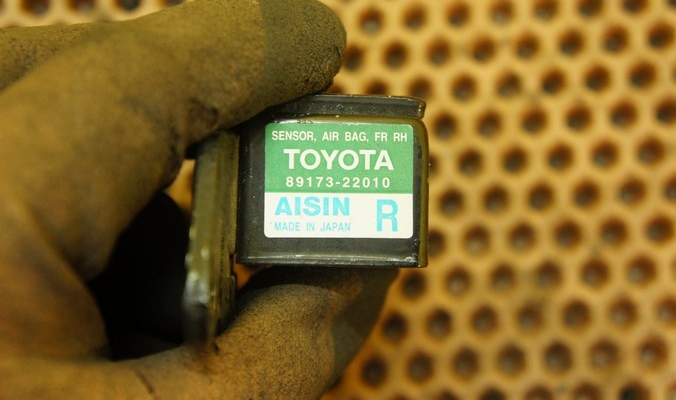 SENSOR, AIR BAG, FR RH
TOYOTA
89173-22010
AISIN R
MADE IN JAPAN